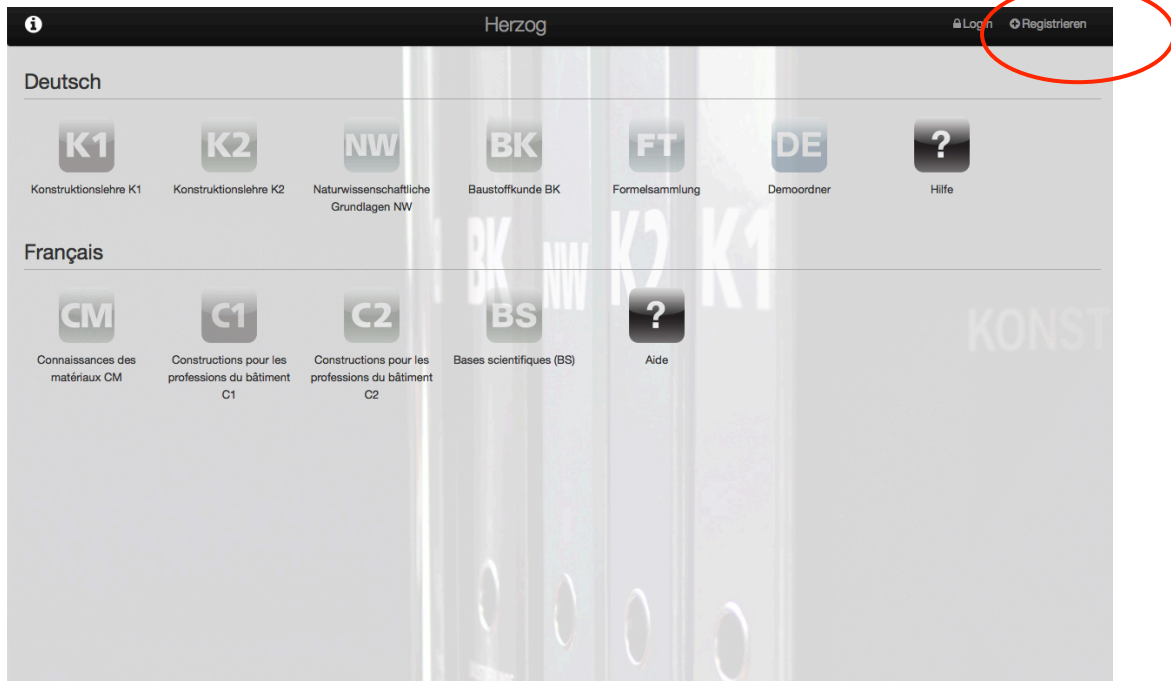 Herzog
Login Registrieren
Deutsch
K1 K2 NW BK FT DE ?
Konstruktionslehre K1 Konstruktionslehre K2 Naturwissenschaftliche Baustoffkunde BK Formelsammlung Demoordner Hilfe
Grundlagen NW
BK NW K2 K1
Français
CM C1 C2 BS ?
KONST
Connaissances des Constructions pour les Constructions pour les Bases scientifiques (BS) Aide
matériaux CM professions du bâtiment professions du bâtiment
C1 C2